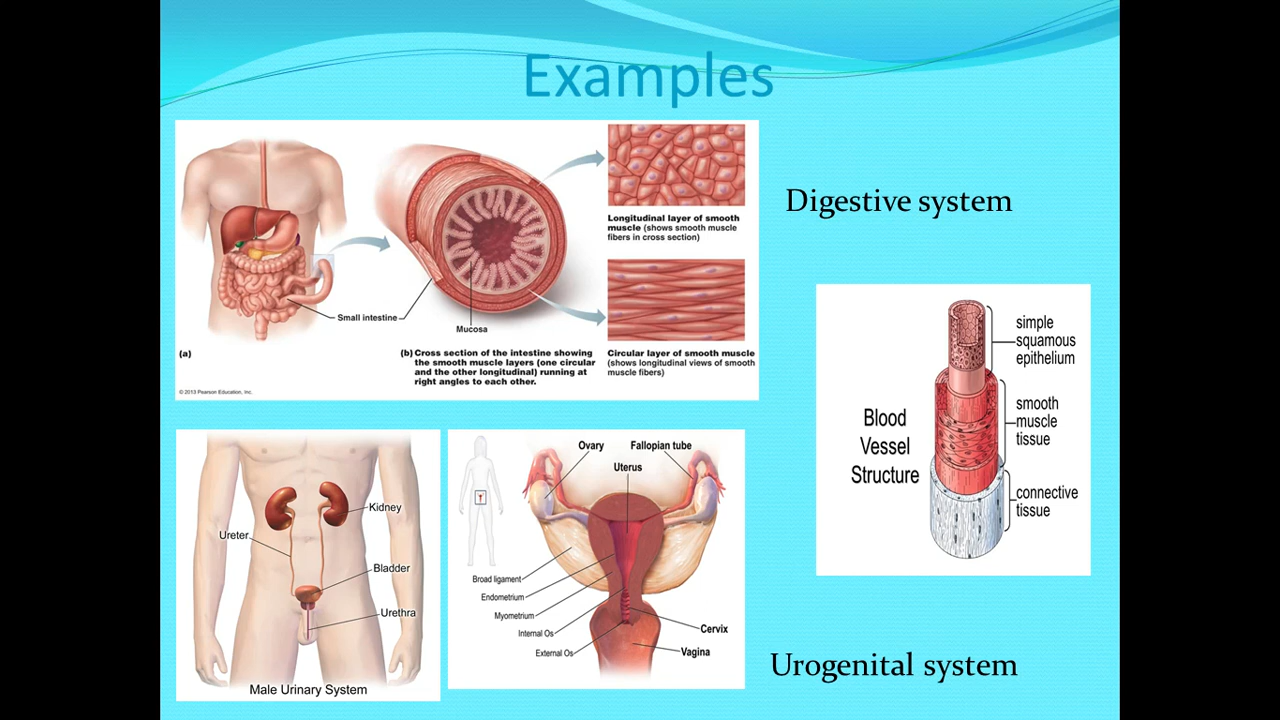 Examples
Longitudinal layer of smooth
muscle (shows smooth muscle
fibers in cross section)
Small intestine
Mucosa
(a)
(b) Cross section of the intestine showing
the smooth muscle layers (one circular
and the other longitudinal) running at
right angles to each other.
Circular layer of smooth muscle
(shows longitudinal views of smooth
muscle fibers)
© 2013 Pearson Education, Inc.
Digestive system
Blood
Vessel
Structure
simple
squamous
epithelium
smooth
muscle
tissue
connective
tissue
Kidney
Ureter
Bladder
Urethra
Male Urinary System
Ovary
Fallopian tube
Uterus
Broad ligament
Endometrium
Myometrium
Internal Os
External Os
Cervix
Vagina
Urogenital system